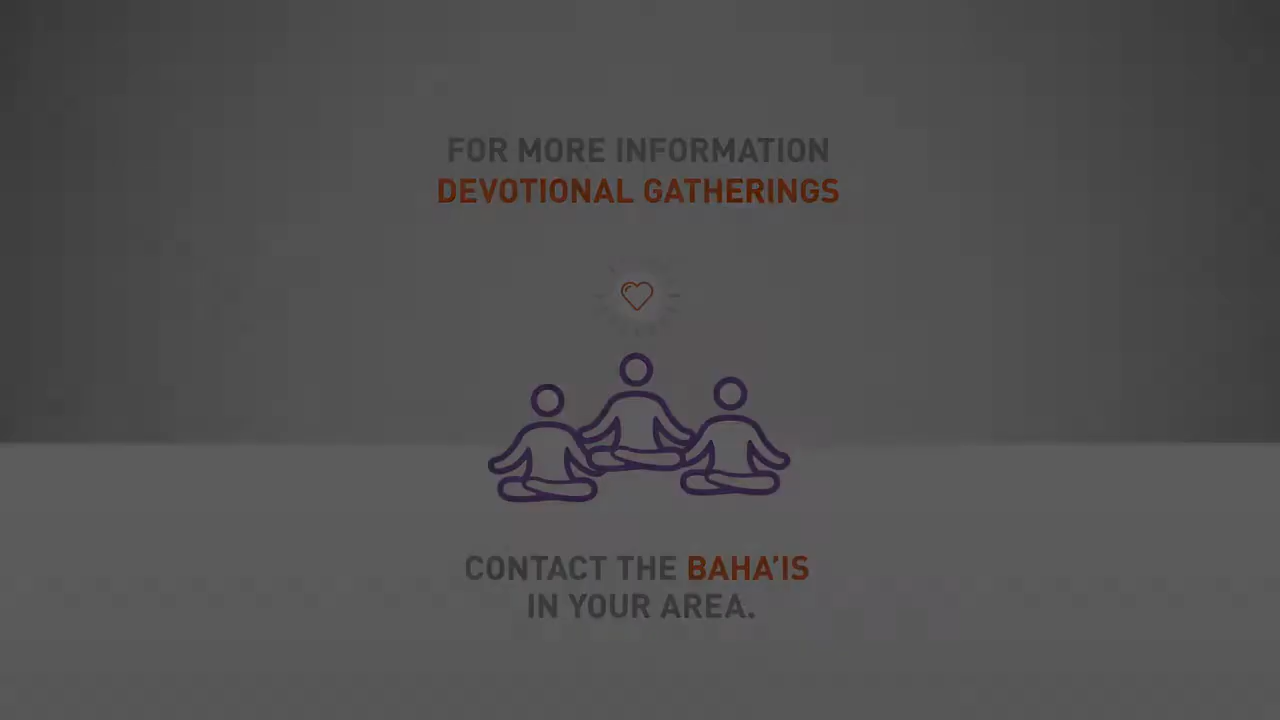 FOR MORE INFORMATION
DEVOTIONAL GATHERINGS
CONTACT THE BAHA'IS
IN YOUR AREA.